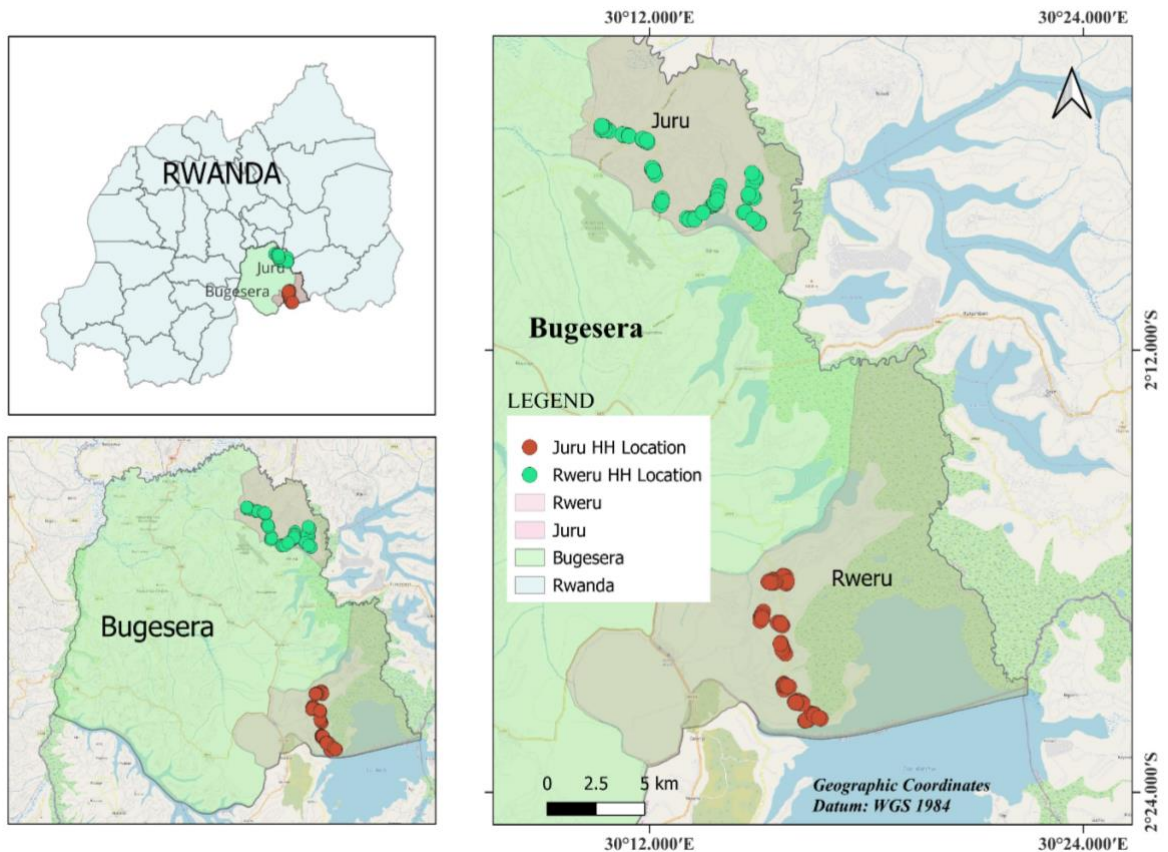 RWANDA
Juru
Bugesera
Bugesera
30°12.000′E
30°24.000′E
Juru
Bugesera
2°12.000′S
LEGEND
Juru HH Location
Rweru HH Location
Rweru
Juru
Bugesera
Rwanda
Rweru
0 2.5 5 km
Geographic Coordinates
Datum: WGS 1984
2°24.000′S
30°12.000′E
30°24.000′E